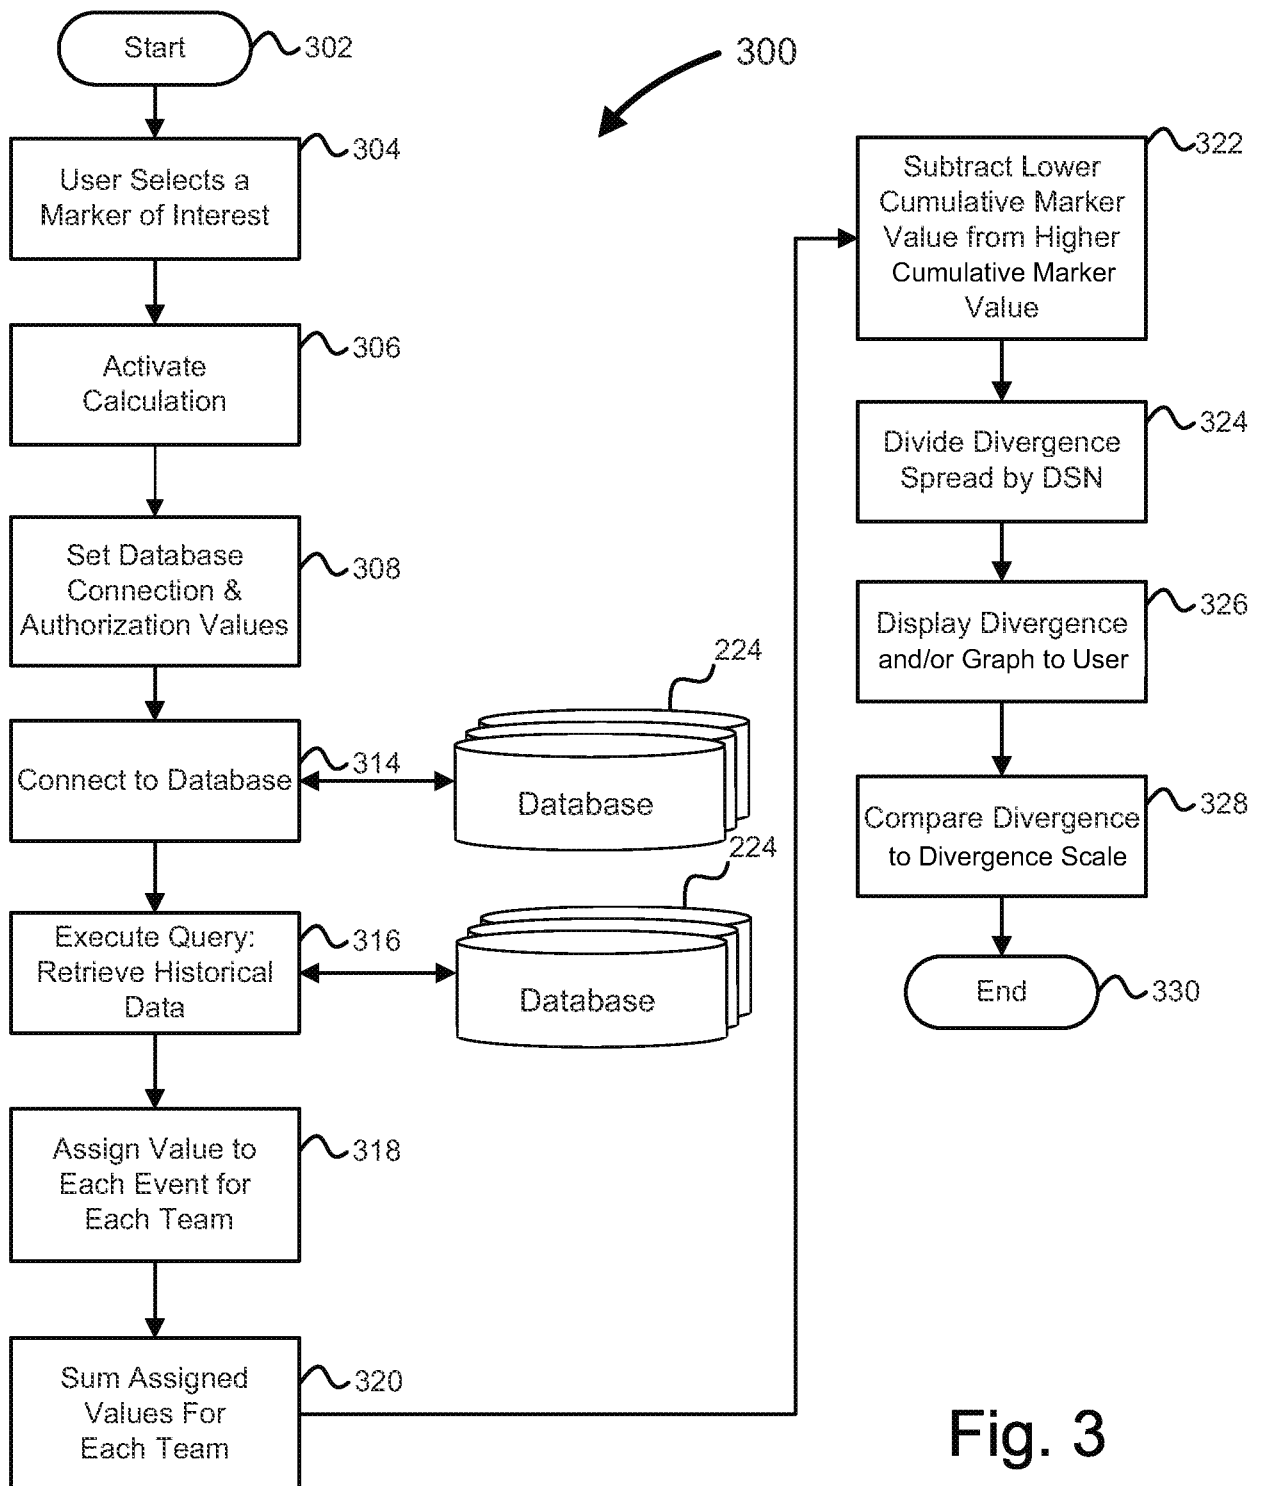 Start
302
300
304
User Selects a
Marker of Interest
306
Activate
Calculation
Set Database
Connection &
Authorization Values
308
224
Connect to Database
314
Database
224
Execute Query:
Retrieve Historical
Data
316
Database
Assign Value to
Each Event for
Each Team
318
Sum Assigned
Values For
Each Team
320
322
Subtract Lower
Cumulative Marker
Value from Higher
Cumulative Marker
Value
324
Divide Divergence
Spread by DSN
326
Display Divergence
and/or Graph to User
328
Compare Divergence
to Divergence Scale
End
330
Fig. 3